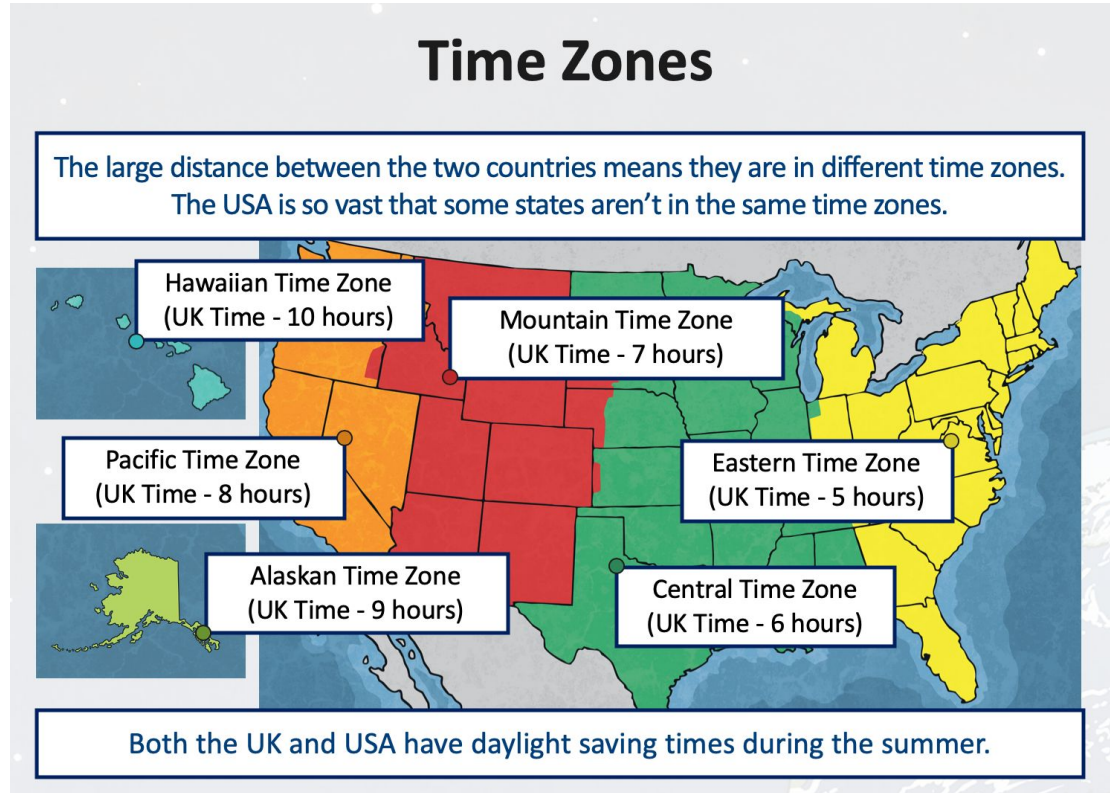 Time Zones
The large distance between the two countries means they are in different time zones.
The USA is so vast that some states aren’t in the same time zones.
Hawaiian Time Zone
(UK Time - 10 hours)
Mountain Time Zone
(UK Time - 7 hours)
Pacific Time Zone
(UK Time - 8 hours)
Eastern Time Zone
(UK Time - 5 hours)
Alaskan Time Zone
(UK Time - 9 hours)
Central Time Zone
(UK Time - 6 hours)
Both the UK and USA have daylight saving times during the summer.